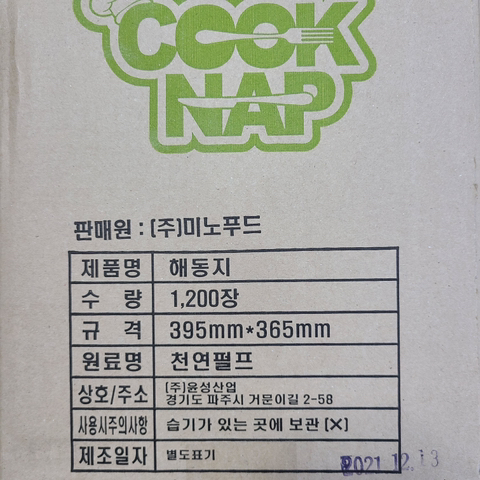 COOK
NAP
판매원 : (주)미노푸드
제품명 해동지
수 량 1,200장
규 격 395mm*365mm
원료명 천연펄프
상호/주소 (주)윤성산업
경기도 파주시 거문이길 2-58
사용시주의사항 습기가 있는 곳에 보관 (X)
제조일자 별도표기
2021.12.13